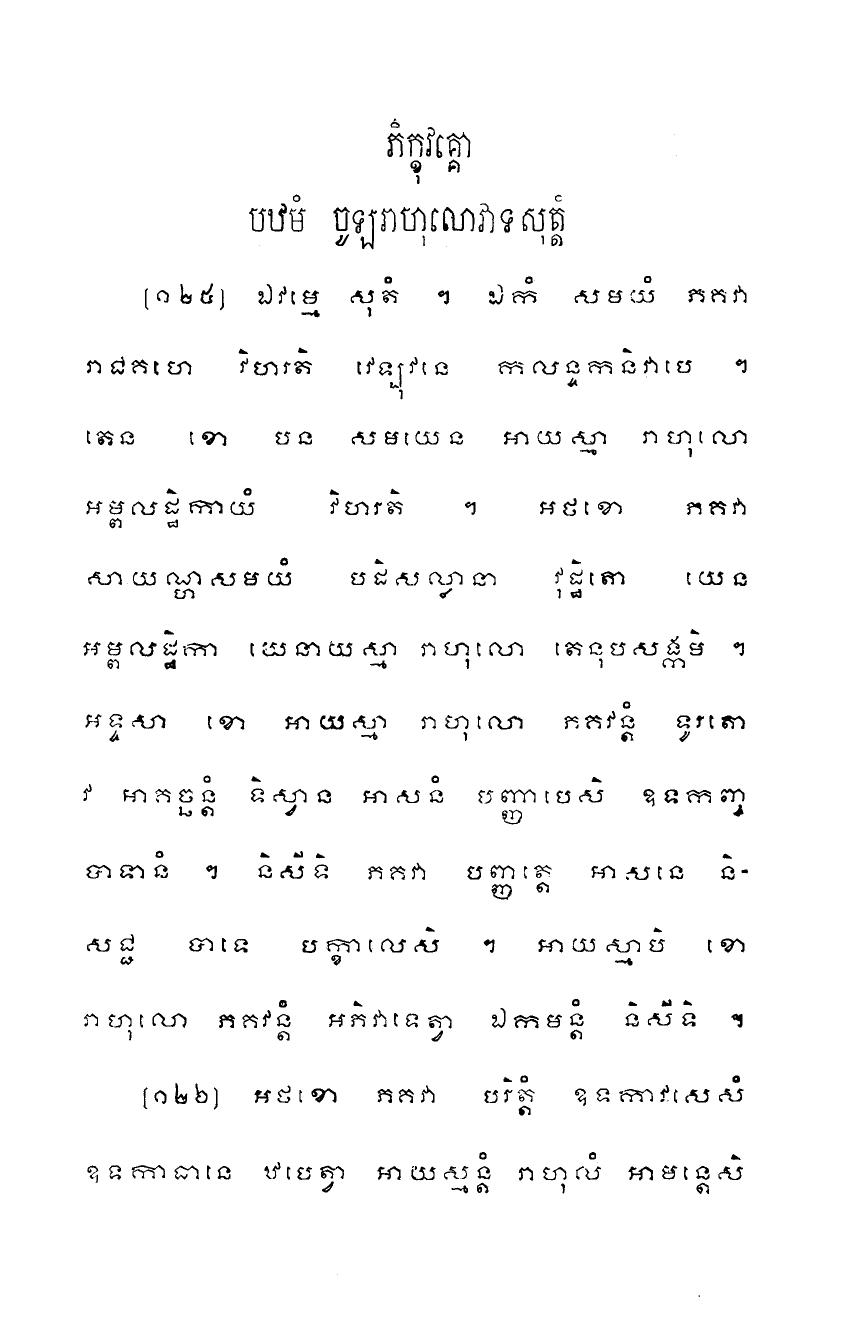 ភិក្ខុវគ្គោ
បឋមំ ចូឡរាហុលោវាទសុត្តំ
[១២៥] ឯវម្មេ សុតំ ។ ឯកំ សមយំ ភគវា
រាជគហេ វិហរតិ វេឡុវនេ កលន្ទកនិវាបេ ។
តេន ខោ បន សមយេន អាយស្មា រាហុលោ
អម្ពលដ្ឋិកាយំ វិហរតិ ។ អថខោ ភគវា
សាយណ្ហសមយំ បដិសល្លានា វុដ្ឋិតោ យេន
អម្ពលដ្ឋិកា យេនាយស្មា រាហុលោ តេនុបសង្កមិ ។
អទ្ទសា ខោ អាយស្មា រាហុលោ ភគវន្តំ ទូរតោ
វ អាគច្ឆន្តំ ទិស្វាន អាសនំ បញ្ញាបេសិ ឧទកញ្ច
បាទានំ ។ និសីទិ ភគវា បញ្ញត្តេ អាសនេ និ-
សជ្ជ បាទេ បក្ខាលេសិ ។ អាយស្មាបិ ខោ
រាហុលោ ភគវន្តំ អភិវាទេត្វា ឯកមន្តំ និសីទិ ។
[១២៦] អថខោ ភគវា បរិត្តំ ឧទកាវសេសំ
ឧទកាធានេ ឋបេត្វា អាយស្មន្តំ រាហុលំ អាមន្តេសិ